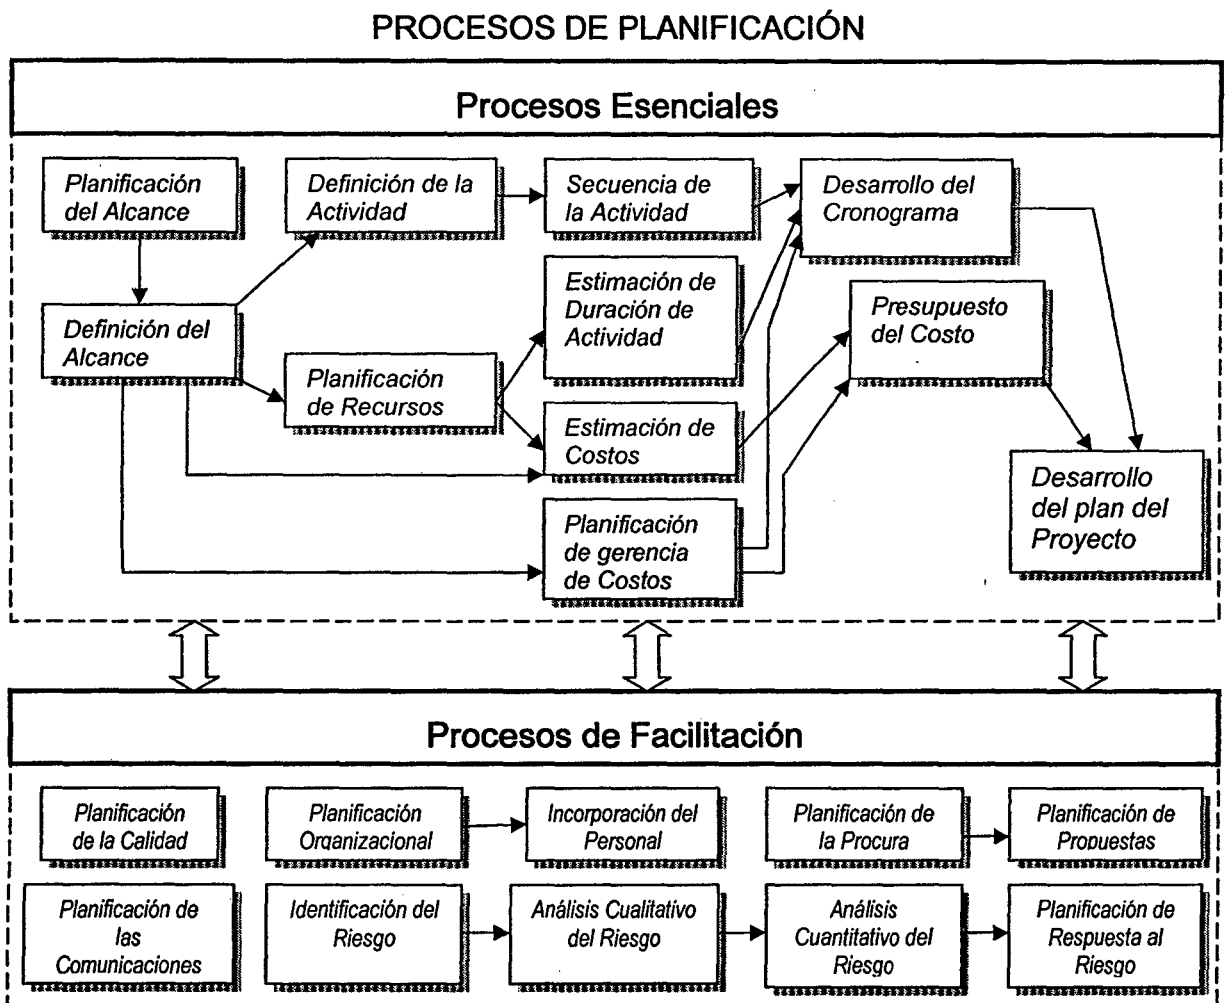 PROCESOS DE PLANIFICACIÓN
Procesos Esenciales
Planificación
del Alcance
Definición de la
Actividad
Secuencia de
la Actividad
Desarrollo del
Cronograma
Definición del
Alcance
Planificación
de Recursos
Estimación de
Duración de
Actividad
Presupuesto
del Costo
Estimación de
Costos
Planificación
de gerencia
de Costos
Desarrollo
del plan del
Proyecto
Procesos de Facilitación
Planificación
de la Calidad
Planificación
Organizacional
Incorporación del
Personal
Planificación de
la Procura
Planificación de
Propuestas
Planificación de
las
Comunicaciones
Identificación del
Riesgo
Análisis Cualitativo
del Riesgo
Análisis
Cuantitativo del
Riesgo
Planificación de
Respuesta al
Riesgo